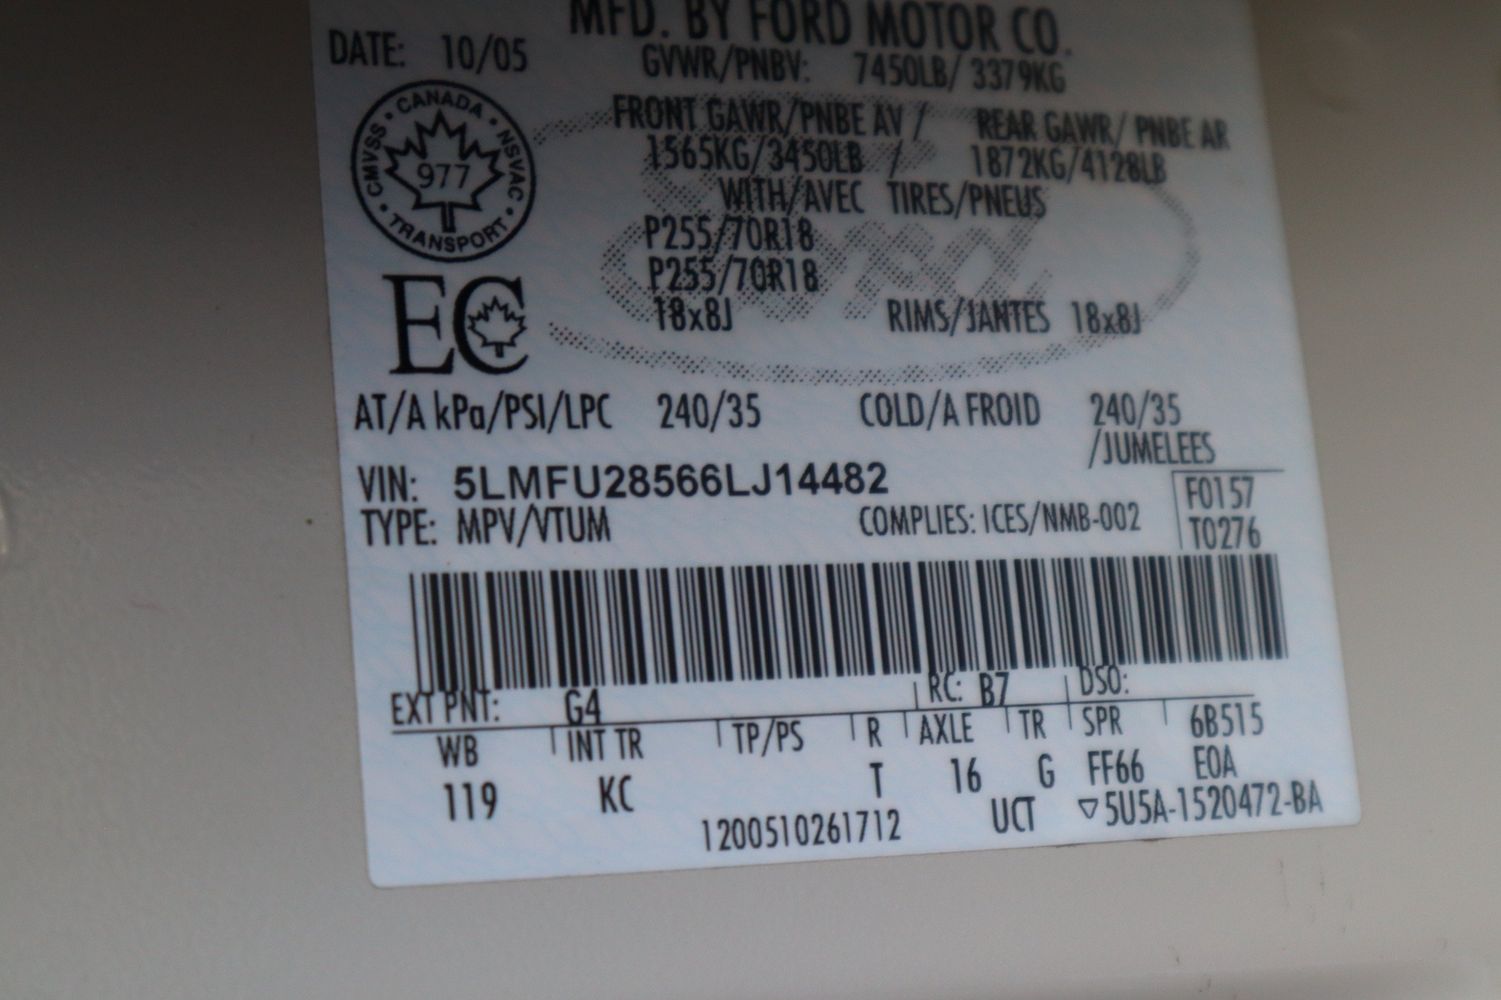 MFD. BY FORD MOTOR CO.
DATE: 10/05
GVWR/PNBV: 7450LB/ 3379KG
CANADA
CMVSS • 977 • NSVAC
TRANSPORT
FRONT GAWR/PNBE AV / REAR GAWR/ PNBE AR
1565KG/3450LB / 1872KG/4128LB
WITH/AVEC TIRES/PNEUS
P255/70R18
P255/70R18
18x8J RIMS/JANTES 18x8J
EC
Ford
AT/A kPa/PSI/LPC 240/35 COLD/A FROID 240/35
/JUMELEES
VIN: 5LMFU28566LJ14482
F0157
TYPE: MPV/VTUM COMPLIES: ICES/NMB-002
T0276
EXT PNT: G4 RC: B7 DSO:
WB INT TR TP/PS R AXLE TR SPR 6B515
119 KC T 16 G FF66 EOA
1200510261712 UCT ▽5U5A-1520472-BA